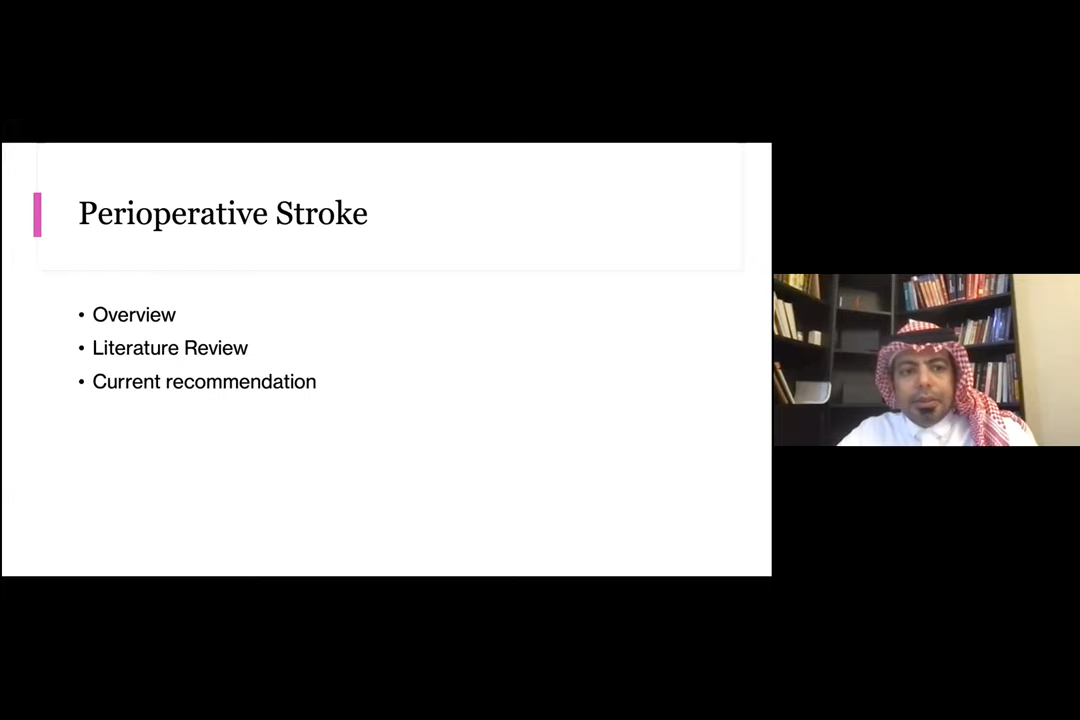 Perioperative Stroke
• Overview
• Literature Review
• Current recommendation